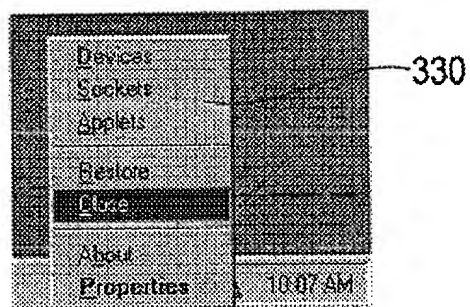 Devices
Sockets
330
Applets
Restore
Close
About
Properties
10:07 AM